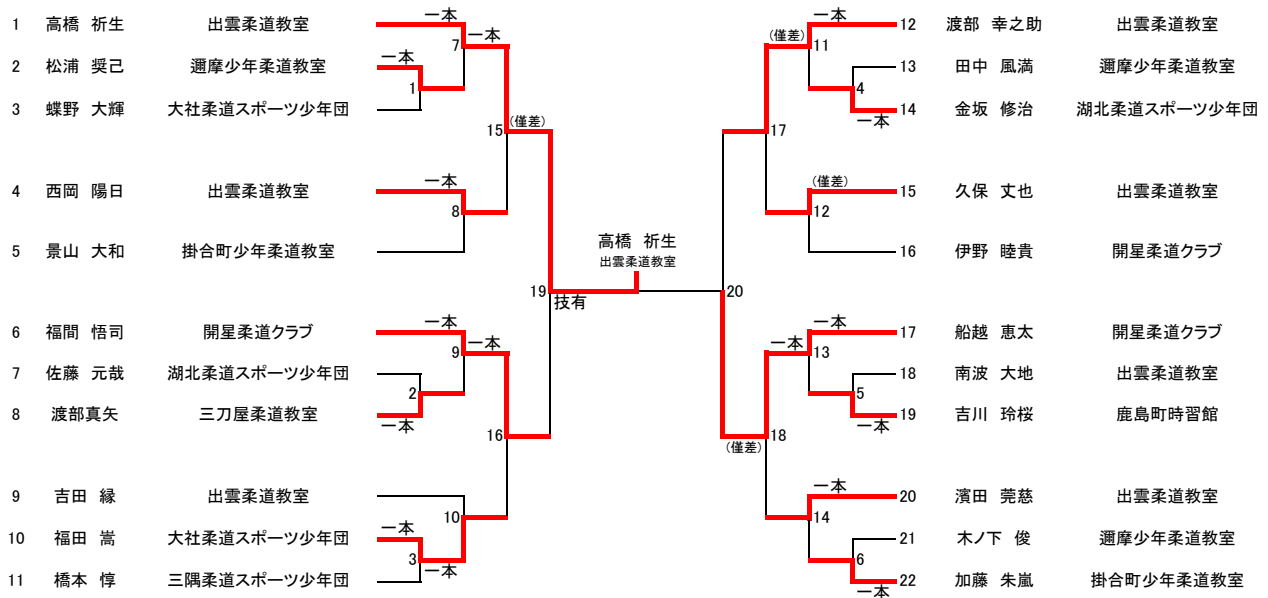 1 高橋 祈生 出雲柔道教室 一本
7 一本
2 松浦 奨己 邇摩少年柔道教室 一本
1
3 蝶野 大輝 大社柔道スポーツ少年団
15 (僅差)
4 西岡 陽日 出雲柔道教室 一本
8
5 景山 大和 掛合町少年柔道教室
19 技有
6 福間 悟司 開星柔道クラブ 一本
9 一本
7 佐藤 元哉 湖北柔道スポーツ少年団
2
8 渡部真矢 三刀屋柔道教室 一本
16
9 吉田 縁 出雲柔道教室
10
10 福田 嵩 大社柔道スポーツ少年団 一本
3 一本
11 橋本 惇 三隅柔道スポーツ少年団
高橋 祈生
出雲柔道教室
一本 12 渡部 幸之助 出雲柔道教室
(僅差) 11
13 田中 風満 邇摩少年柔道教室
4
一本 14 金坂 修治 湖北柔道スポーツ少年団
17
(僅差) 15 久保 丈也 出雲柔道教室
12
16 伊野 睦貴 開星柔道クラブ
20
一本 17 船越 恵太 開星柔道クラブ
一本 13
18 南波 大地 出雲柔道教室
5
一本 19 吉川 玲桜 鹿島町時習館
(僅差) 18
一本 20 濱田 莞慈 出雲柔道教室
14
21 木ノ下 俊 邇摩少年柔道教室
6
一本 22 加藤 朱嵐 掛合町少年柔道教室